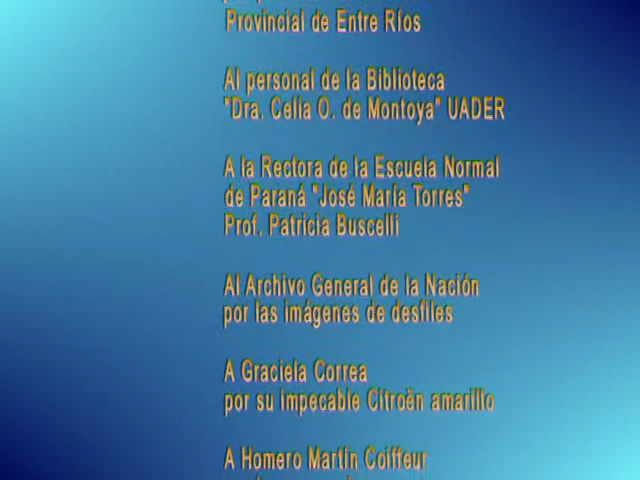 Provincial de Entre Ríos
Al personal de la Biblioteca
"Dra. Celia O. de Montoya" UADER
A la Rectora de la Escuela Normal
de Paraná "José María Torres"
Prof. Patricia Buscelli
Al Archivo General de la Nación
por las imágenes de desfiles
A Graciela Correa
por su impecable Citroën amarillo
A Homero Martín Coiffeur